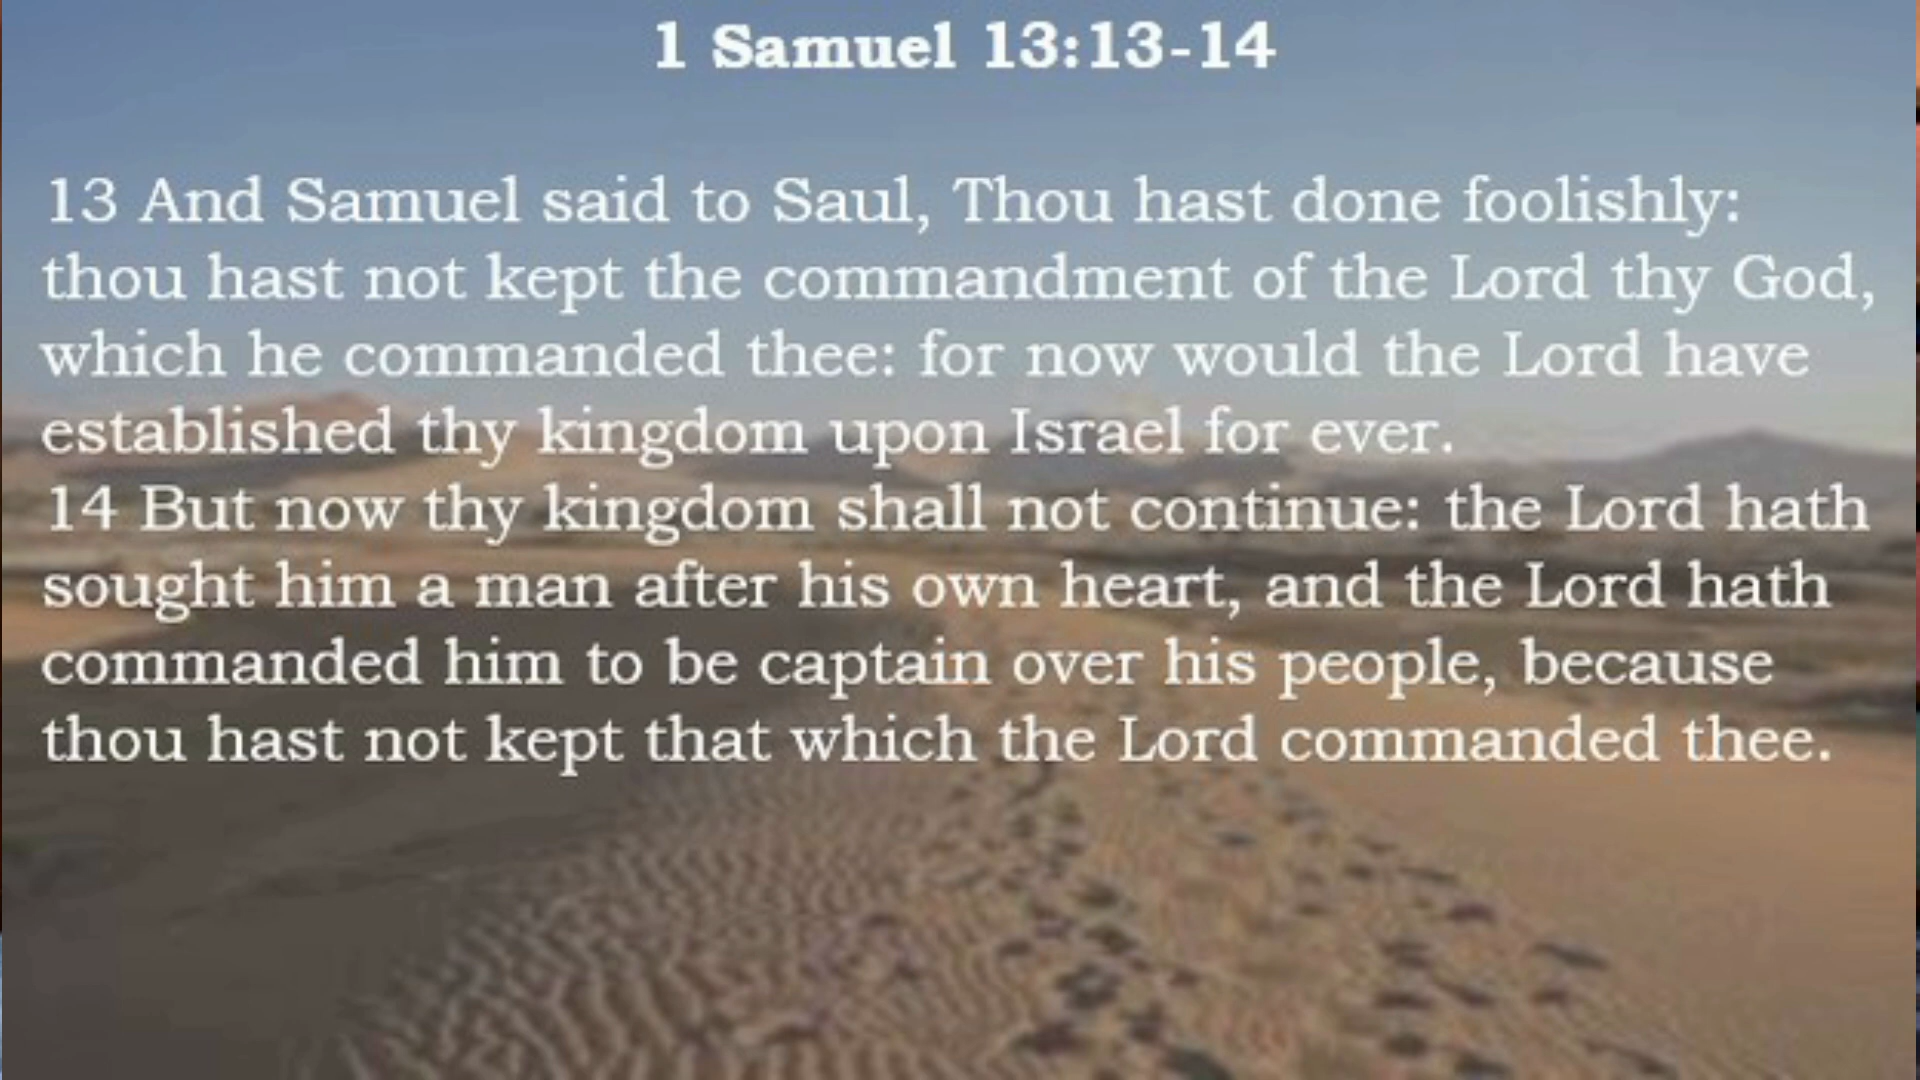 1 Samuel 13:13-14
13 And Samuel said to Saul, Thou hast done foolishly:
thou hast not kept the commandment of the Lord thy God,
which he commanded thee: for now would the Lord have
established thy kingdom upon Israel for ever.
14 But now thy kingdom shall not continue: the Lord hath
sought him a man after his own heart, and the Lord hath
commanded him to be captain over his people, because
thou hast not kept that which the Lord commanded thee.